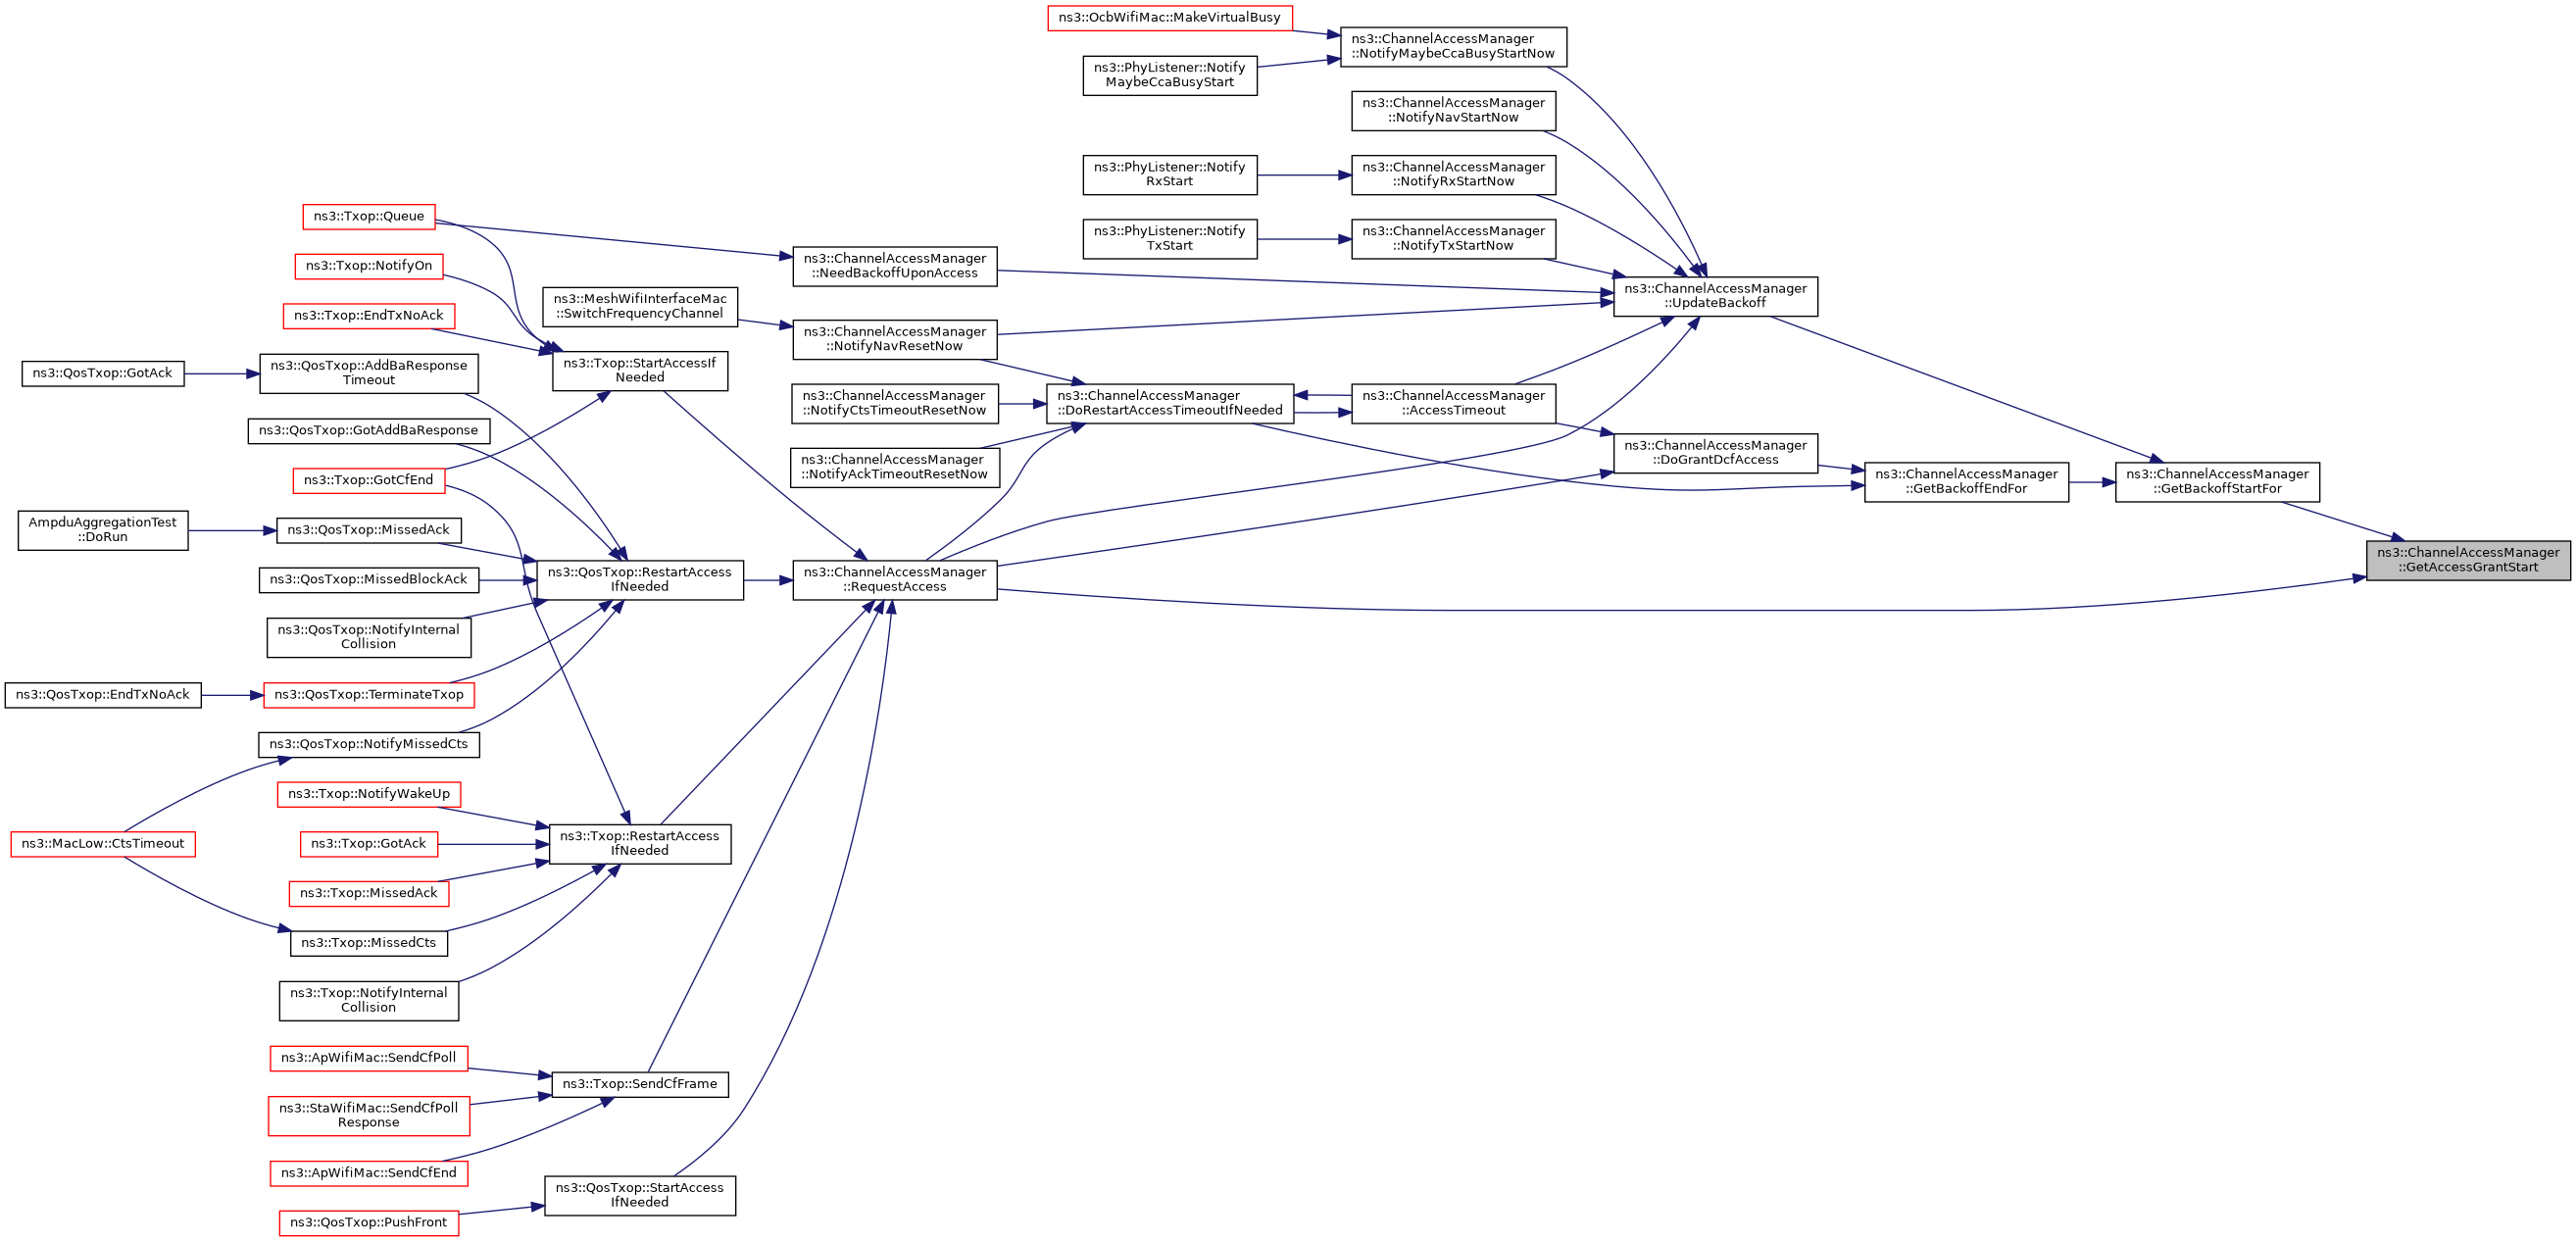 ns3::OcbWifiMac::MakeVirtualBusy
ns3::ChannelAccessManager
::NotifyMaybeCcaBusyStartNow
ns3::PhyListener::Notify
MaybeCcaBusyStart
ns3::ChannelAccessManager
::NotifyNavStartNow
ns3::PhyListener::Notify
RxStart
ns3::ChannelAccessManager
::NotifyRxStartNow
ns3::Txop::Queue
ns3::PhyListener::Notify
TxStart
ns3::ChannelAccessManager
::NotifyTxStartNow
ns3::Txop::NotifyOn
ns3::ChannelAccessManager
::NeedBackoffUponAccess
ns3::ChannelAccessManager
::UpdateBackoff
ns3::MeshWifiInterfaceMac
::SwitchFrequencyChannel
ns3::Txop::EndTxNoAck
ns3::ChannelAccessManager
::NotifyNavResetNow
ns3::QosTxop::GotAck
ns3::QosTxop::AddBaResponse
Timeout
ns3::Txop::StartAccessIf
Needed
ns3::ChannelAccessManager
::NotifyCtsTimeoutResetNow
ns3::ChannelAccessManager
::DoRestartAccessTimeoutIfNeeded
ns3::ChannelAccessManager
::AccessTimeout
ns3::QosTxop::GotAddBaResponse
ns3::ChannelAccessManager
::NotifyAckTimeoutResetNow
ns3::ChannelAccessManager
::DoGrantDcfAccess
ns3::Txop::GotCfEnd
ns3::ChannelAccessManager
::GetBackoffEndFor
ns3::ChannelAccessManager
::GetBackoffStartFor
AmpduAggregationTest
::DoRun
ns3::QosTxop::MissedAck
ns3::ChannelAccessManager
::GetAccessGrantStart
ns3::QosTxop::MissedBlockAck
ns3::QosTxop::RestartAccess
IfNeeded
ns3::ChannelAccessManager
::RequestAccess
ns3::QosTxop::NotifyInternal
Collision
ns3::QosTxop::EndTxNoAck
ns3::QosTxop::TerminateTxop
ns3::QosTxop::NotifyMissedCts
ns3::Txop::NotifyWakeUp
ns3::MacLow::CtsTimeout
ns3::Txop::GotAck
ns3::Txop::RestartAccess
IfNeeded
ns3::Txop::MissedAck
ns3::Txop::MissedCts
ns3::Txop::NotifyInternal
Collision
ns3::ApWifiMac::SendCfPoll
ns3::Txop::SendCfFrame
ns3::StaWifiMac::SendCfPoll
Response
ns3::ApWifiMac::SendCfEnd
ns3::QosTxop::StartAccess
IfNeeded
ns3::QosTxop::PushFront